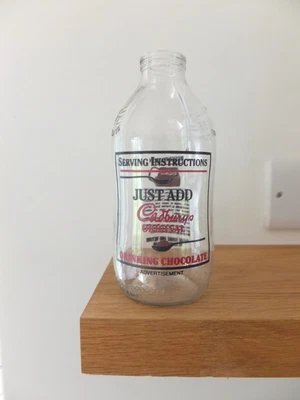 SERVING INSTRUCTIONS
JUST ADD
Cadbury's
DRINKING CHOCOLATE
ADVERTISEMENT